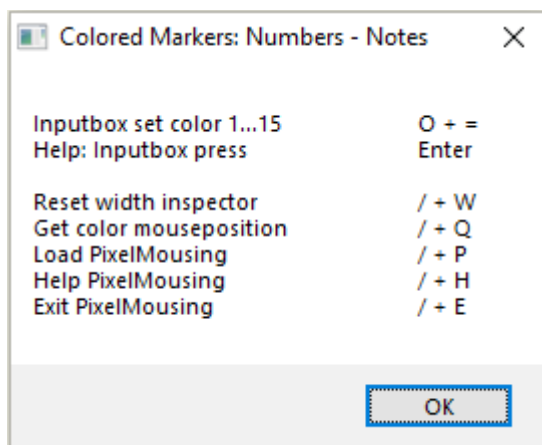 Colored Markers: Numbers - Notes
Inputbox set color 1...15 O + =
Help: Inputbox press Enter
Reset width inspector / + W
Get color mouseposition / + Q
Load PixelMousing / + P
Help PixelMousing / + H
Exit PixelMousing / + E
OK